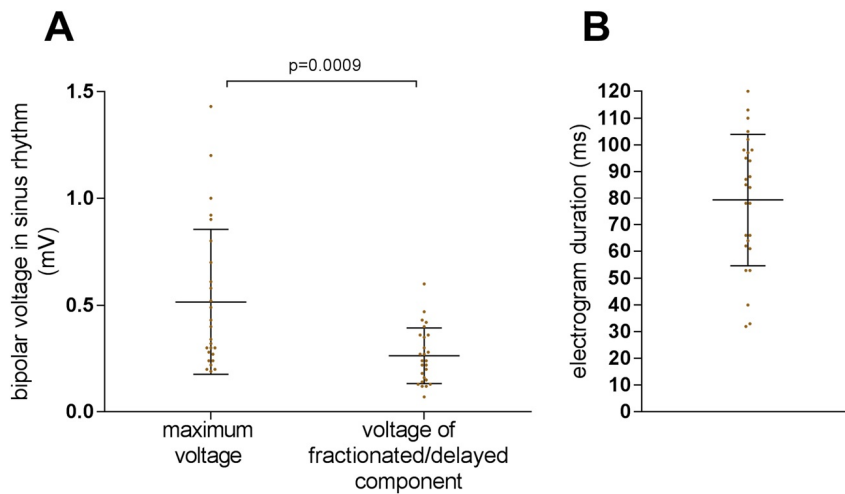 A
B
p=0.0009
bipolar voltage in sinus rhythm
(mV)
1.5
1.0
0.5
0.0
maximum
voltage
voltage of
fractionated/delayed
component
electrogram duration (ms)
120
110
100
90
80
70
60
50
40
30
20
10
0